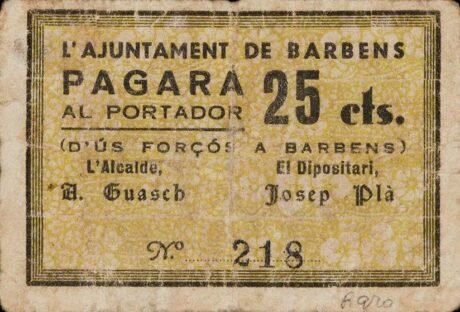 L'AJUNTAMENT DE BARBENS
PAGARA 25 cts.
AL PORTADOR
(D'ÚS FORÇÓS A BARBENS)
L'Alcalde, El Dipositari,
A. Guasch Josep Plà
Nº 218